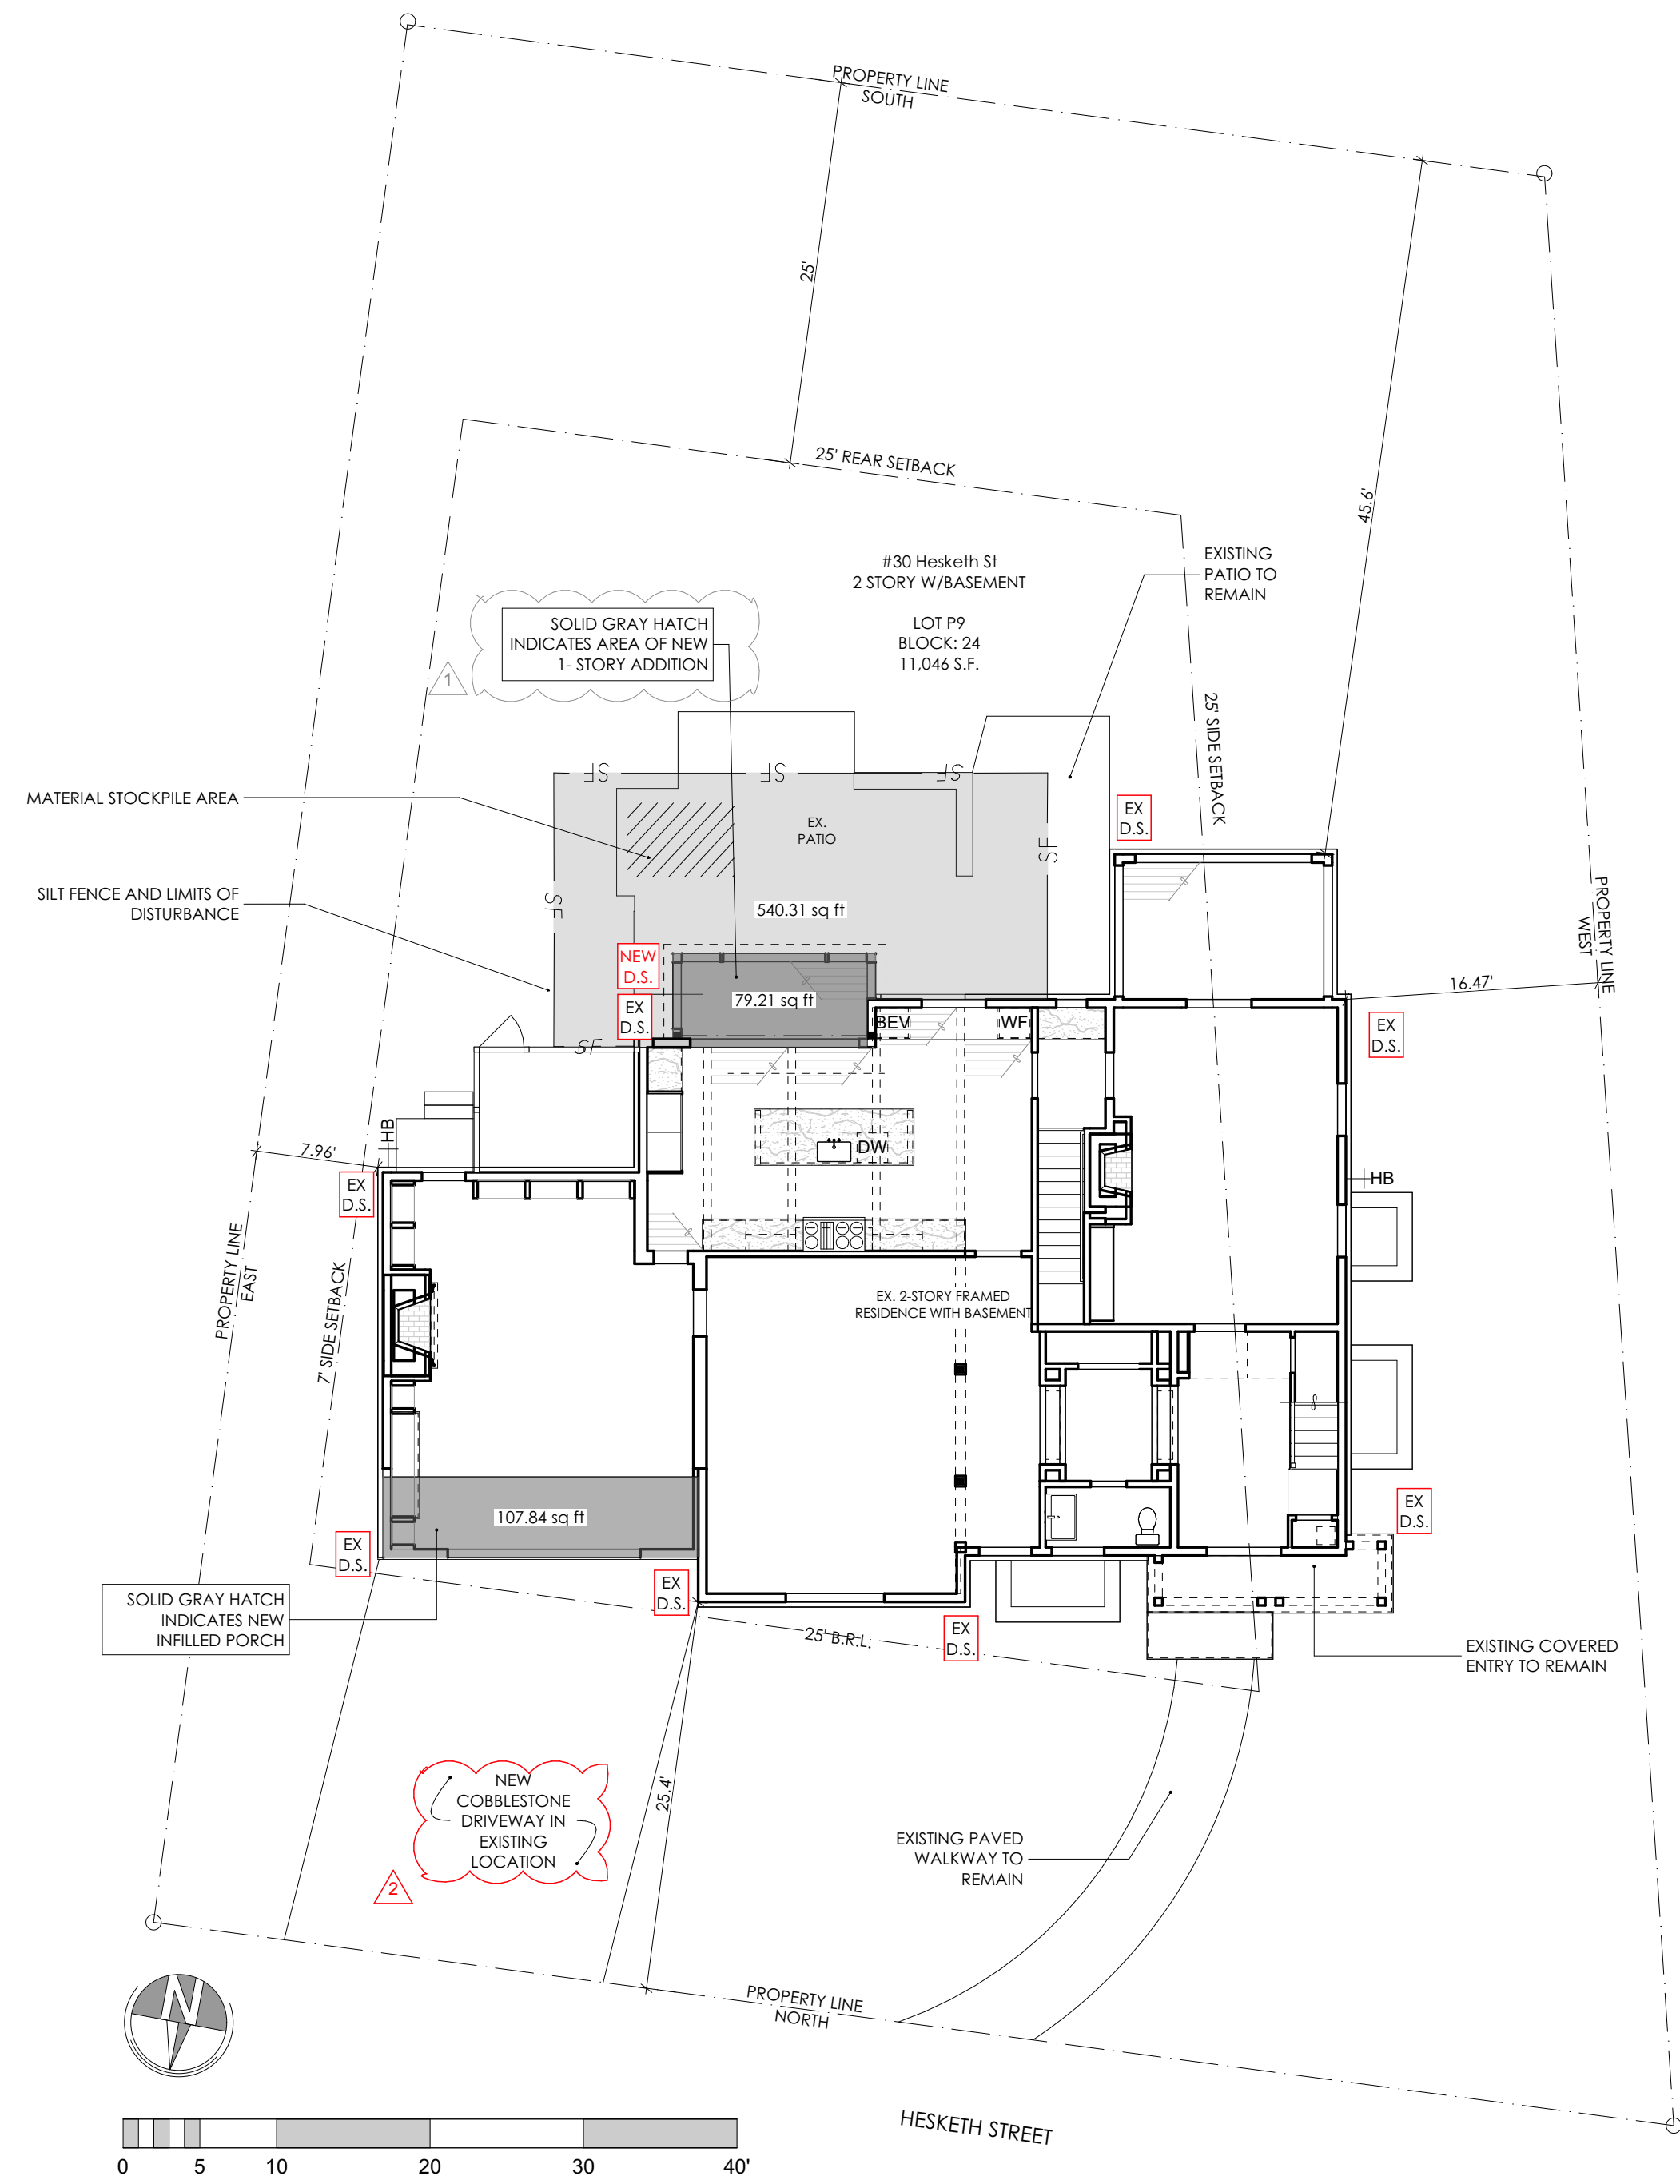 PROPERTY LINE
SOUTH
25'
45.6'
25' REAR SETBACK
#30 Hesketh St
2 STORY W/BASEMENT
LOT P9
BLOCK: 24
11,046 S.F.
EXISTING
PATIO TO
REMAIN
SOLID GRAY HATCH
INDICATES AREA OF NEW
1- STORY ADDITION
1
25' SIDE SETBACK
SF
SF
SF
MATERIAL STOCKPILE AREA
EX.
PATIO
EX
D.S.
SF
SILT FENCE AND LIMITS OF
DISTURBANCE
SF
540.31 sq ft
PROPERTY LINE
WEST
NEW
D.S.
79.21 sq ft
16.47'
EX
D.S.
BEV
WF
EX
D.S.
SF
HB
DW
7.96'
EX
D.S.
HB
PROPERTY LINE
EAST
7' SIDE SETBACK
EX. 2-STORY FRAMED
RESIDENCE WITH BASEMENT
107.84 sq ft
EX
D.S.
EX
D.S.
EX
D.S.
SOLID GRAY HATCH
INDICATES NEW
INFILLED PORCH
25' B.R.L.
EX
D.S.
EXISTING COVERED
ENTRY TO REMAIN
NEW
COBBLESTONE
DRIVEWAY IN
EXISTING
LOCATION
2
25.4'
EXISTING PAVED
WALKWAY TO
REMAIN
PROPERTY LINE
NORTH
N
HESKETH STREET
0 5 10 20 30 40'